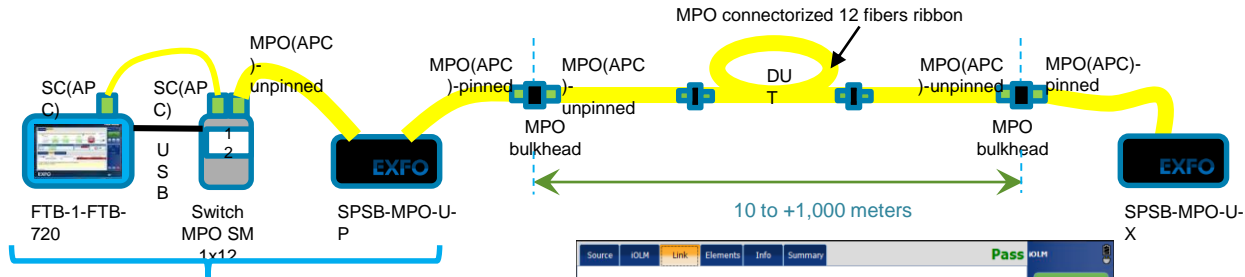 MPO connectorized 12 fibers ribbon
MPO(APC
)-
unpinned
SC(AP
C)
SC(AP
C)
MPO(APC
)-pinned
MPO(APC
)-
unpinned
DU
T
MPO(APC
)-unpinned
MPO(APC)-
pinned
1
2
U
S
B
EXFO
MPO
bulkhead
MPO
bulkhead
EXFO
FTB-1-FTB-
720
Switch
MPO SM
1x12
SPSB-MPO-U-
P
10 to +1,000 meters
SPSB-MPO-U-
X
Source iOLM Link Elements Info Summary
Pass
iOLM